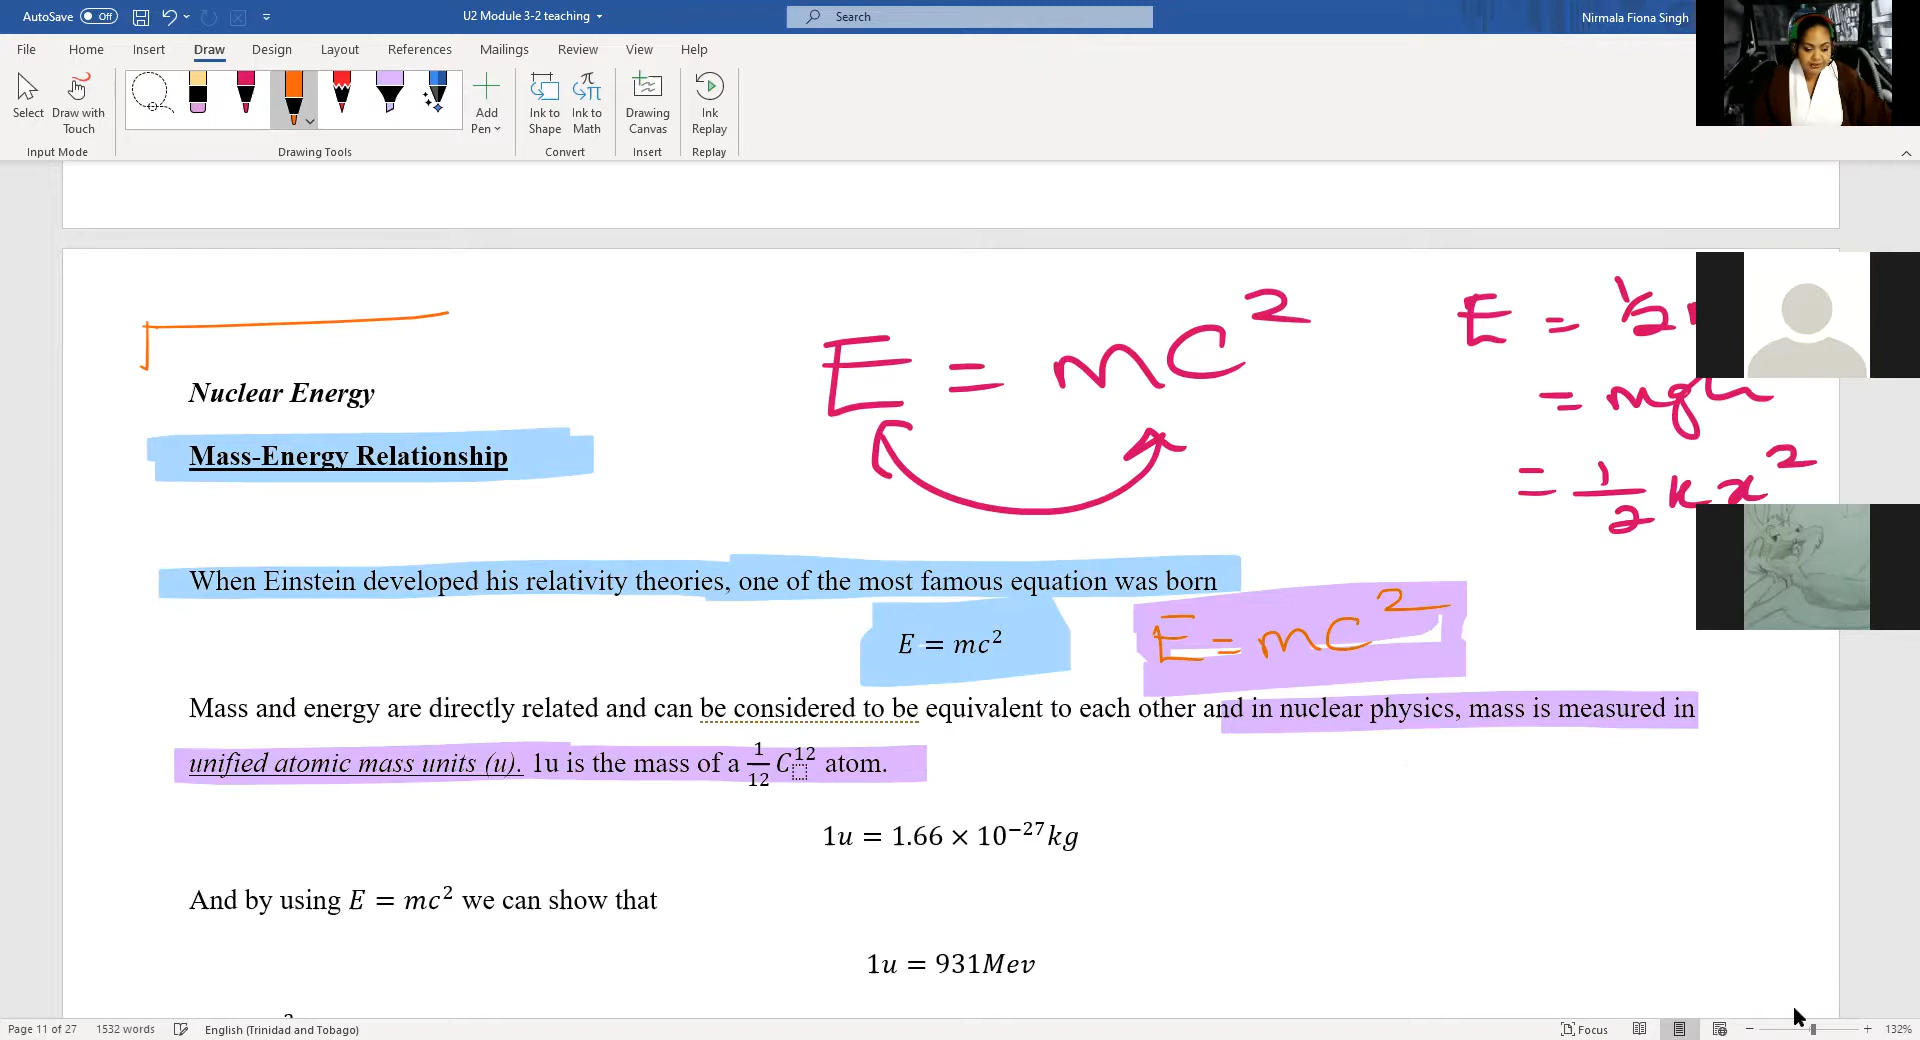 AutoSave Off
U2 Module 3-2 teaching
Search
Nirmala Fiona Singh
File Home Insert Draw Design Layout References Mailings Review View Help
Select
Draw with Touch
Add Pen
Ink to Shape
Ink to Math
Drawing Canvas
Ink Replay
Input Mode
Drawing Tools
Convert
Insert
Replay
E = mc²
E = ½
= mgh
= ½ k x²
Nuclear Energy
Mass-Energy Relationship
When Einstein developed his relativity theories, one of the most famous equation was born
E = mc²
E = mc²
Mass and energy are directly related and can be considered to be equivalent to each other and in nuclear physics, mass is measured in
unified atomic mass units (u). 1u is the mass of a 1/12 C¹² atom.
1u = 1.66 × 10⁻²⁷kg
And by using E = mc² we can show that
1u = 931Mev
Page 11 of 27 1532 words English (Trinidad and Tobago) Focus 132%